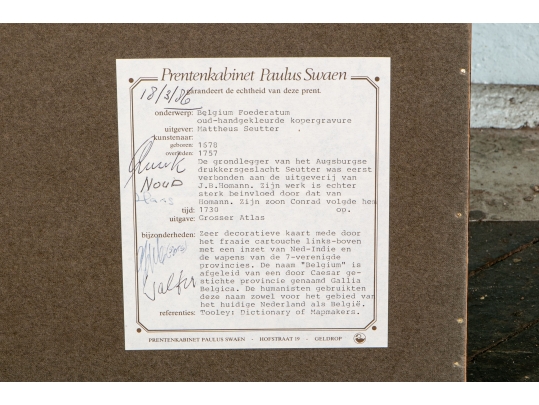 Prentenkabinet Paulus Swaen
garandeert de echtheid van deze prent.
18/3/86
onderwerp: Belgium Foederatum
oud-handgekleurde kopergravure
uitgever: Mattheus Seutter
kunstenaar:
geboren: 1678
overleden: 1757
De grondlegger van het Augsburgse
drukkersgeslacht Seutter was eerst
verbonden aan de uitgeverij van
J.B.Homann. Zijn werk is echter
sterk beinvloed door dat van
Homann. Zijn zoon Conrad volgde hem
op.
NOUD
Hans
tijd: 1730
uitgave: Grosser Atlas
bijzonderheden: Zeer decoratieve kaart mede door
het fraaie cartouche links-boven
met een inzet van Ned-Indie en
de wapens van de 7-verenigde
provincies. De naam "Belgium" is
afgeleid van een door Caesar ge-
stichte provincie genaamd Gallia
Belgica. De humanisten gebruikten
deze naam zowel voor het gebied van
het huidige Nederland als België.
referenties: Tooley: Dictionary of Mapmakers.
PRENTENKABINET PAULUS SWAEN - HOFSTRAAT 19 - GELDROP